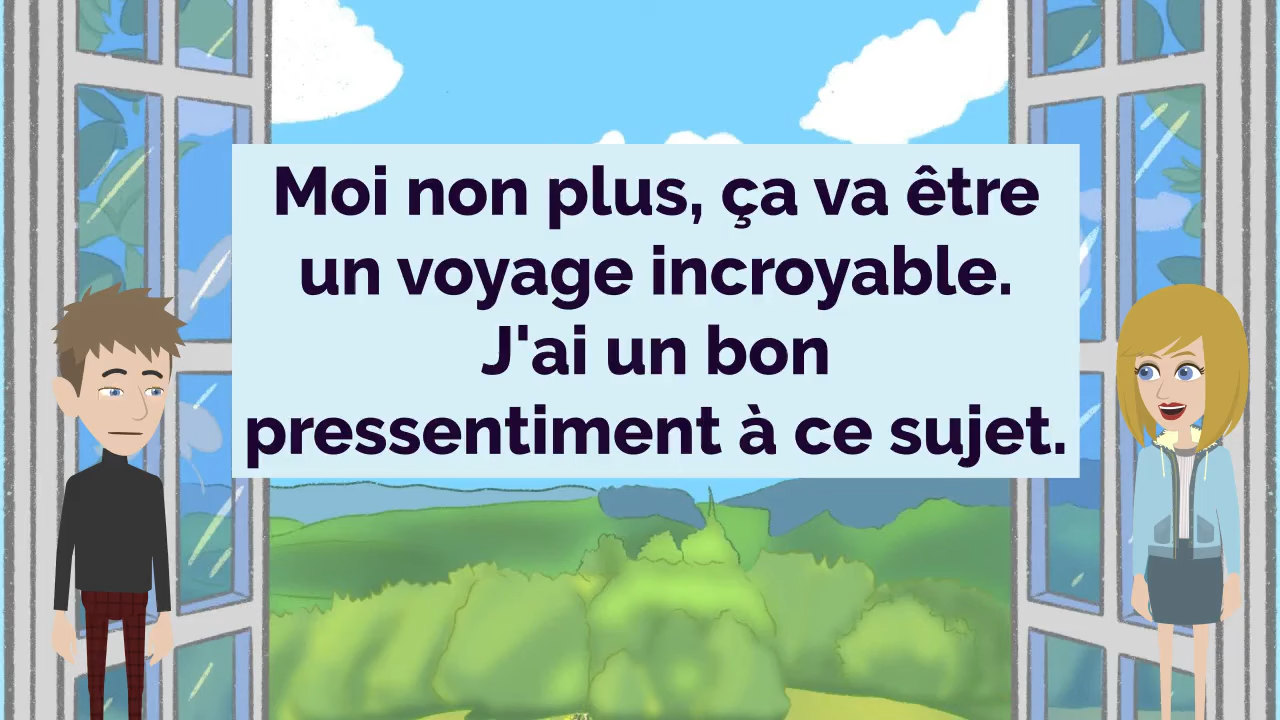 Moi non plus, ça va être
un voyage incroyable.
J'ai un bon
pressentiment à ce sujet.